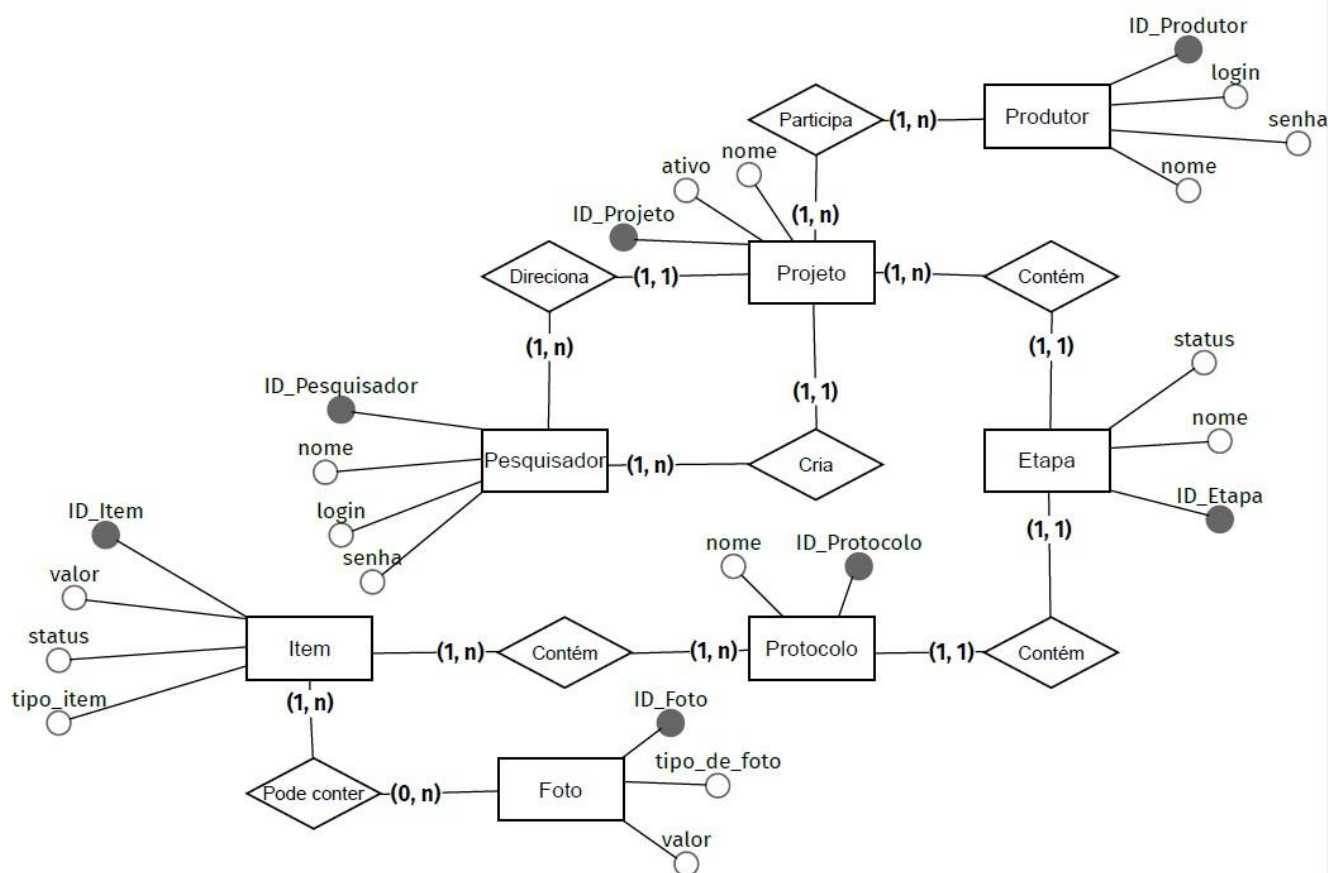 ID_Produtor
login
Produtor
senha
nome
Participa
(1, n)
nome
ativo
ID_Projeto
(1, n)
Direciona
(1, 1)
Projeto
(1, n)
Contém
(1, n)
(1, 1)
status
ID_Pesquisador
nome
Pesquisador
login
senha
(1, n)
(1, 1)
Cria
Etapa
nome
ID_Etapa
(1, 1)
ID_Item
valor
status
tipo_item
Item
(1, n)
Contém
(1, n)
nome
ID_Protocolo
Protocolo
(1, 1)
Contém
(1, n)
Pode conter
(0, n)
Foto
ID_Foto
tipo_de_foto
valor